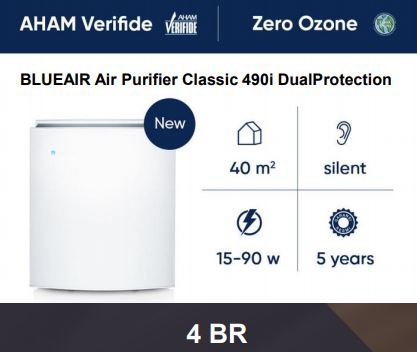 AHAM Verifide AHAM VERIFIDE Zero Ozone
BLUEAIR Air Purifier Classic 490i DualProtection
New
40 m² silent
15-90 w 5 years
4 BR